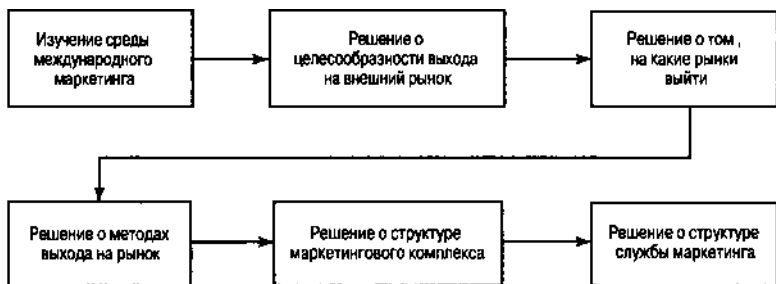 Изучение среды
международного
маркетинга
Решение о
целесообразности выхода
на внешний рынок
Решение о том ,
на какие рынки
выйти
Решение о методах
выхода на рынок
Решение о структуре
маркетингового комплекса
Решение о структуре
службы маркетинга